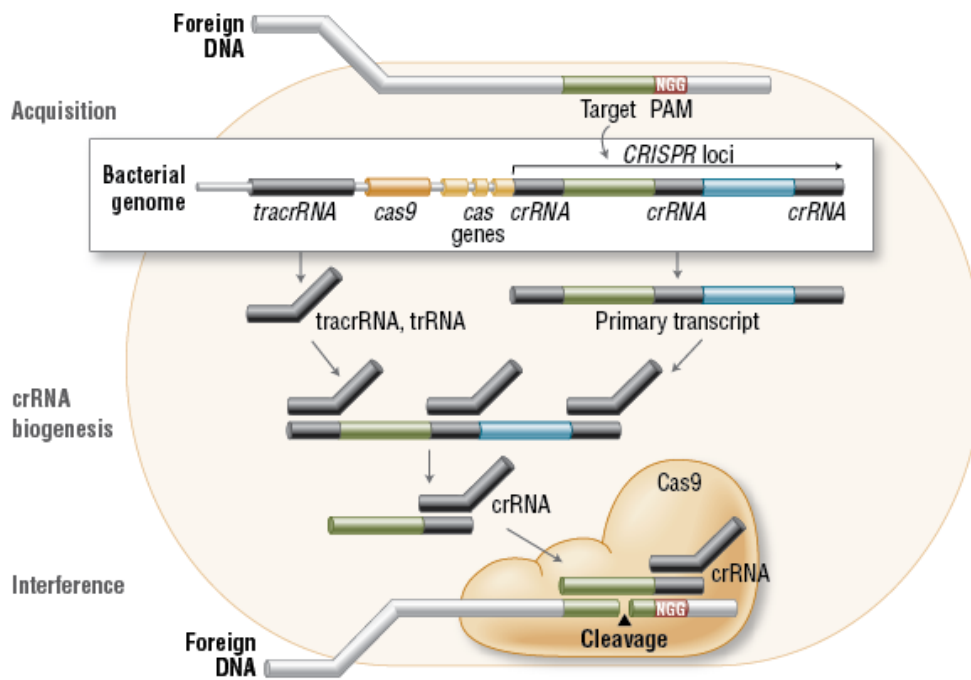 Foreign
DNA
NGG
Acquisition
Target PAM
CRISPR loci
Bacterial
genome
tracrRNA cas9 cas crRNA crRNA crRNA
genes
tracrRNA, trRNA
Primary transcript
crRNA
biogenesis
Cas9
crRNA
crRNA
Interference
NGG
Cleavage
Foreign
DNA